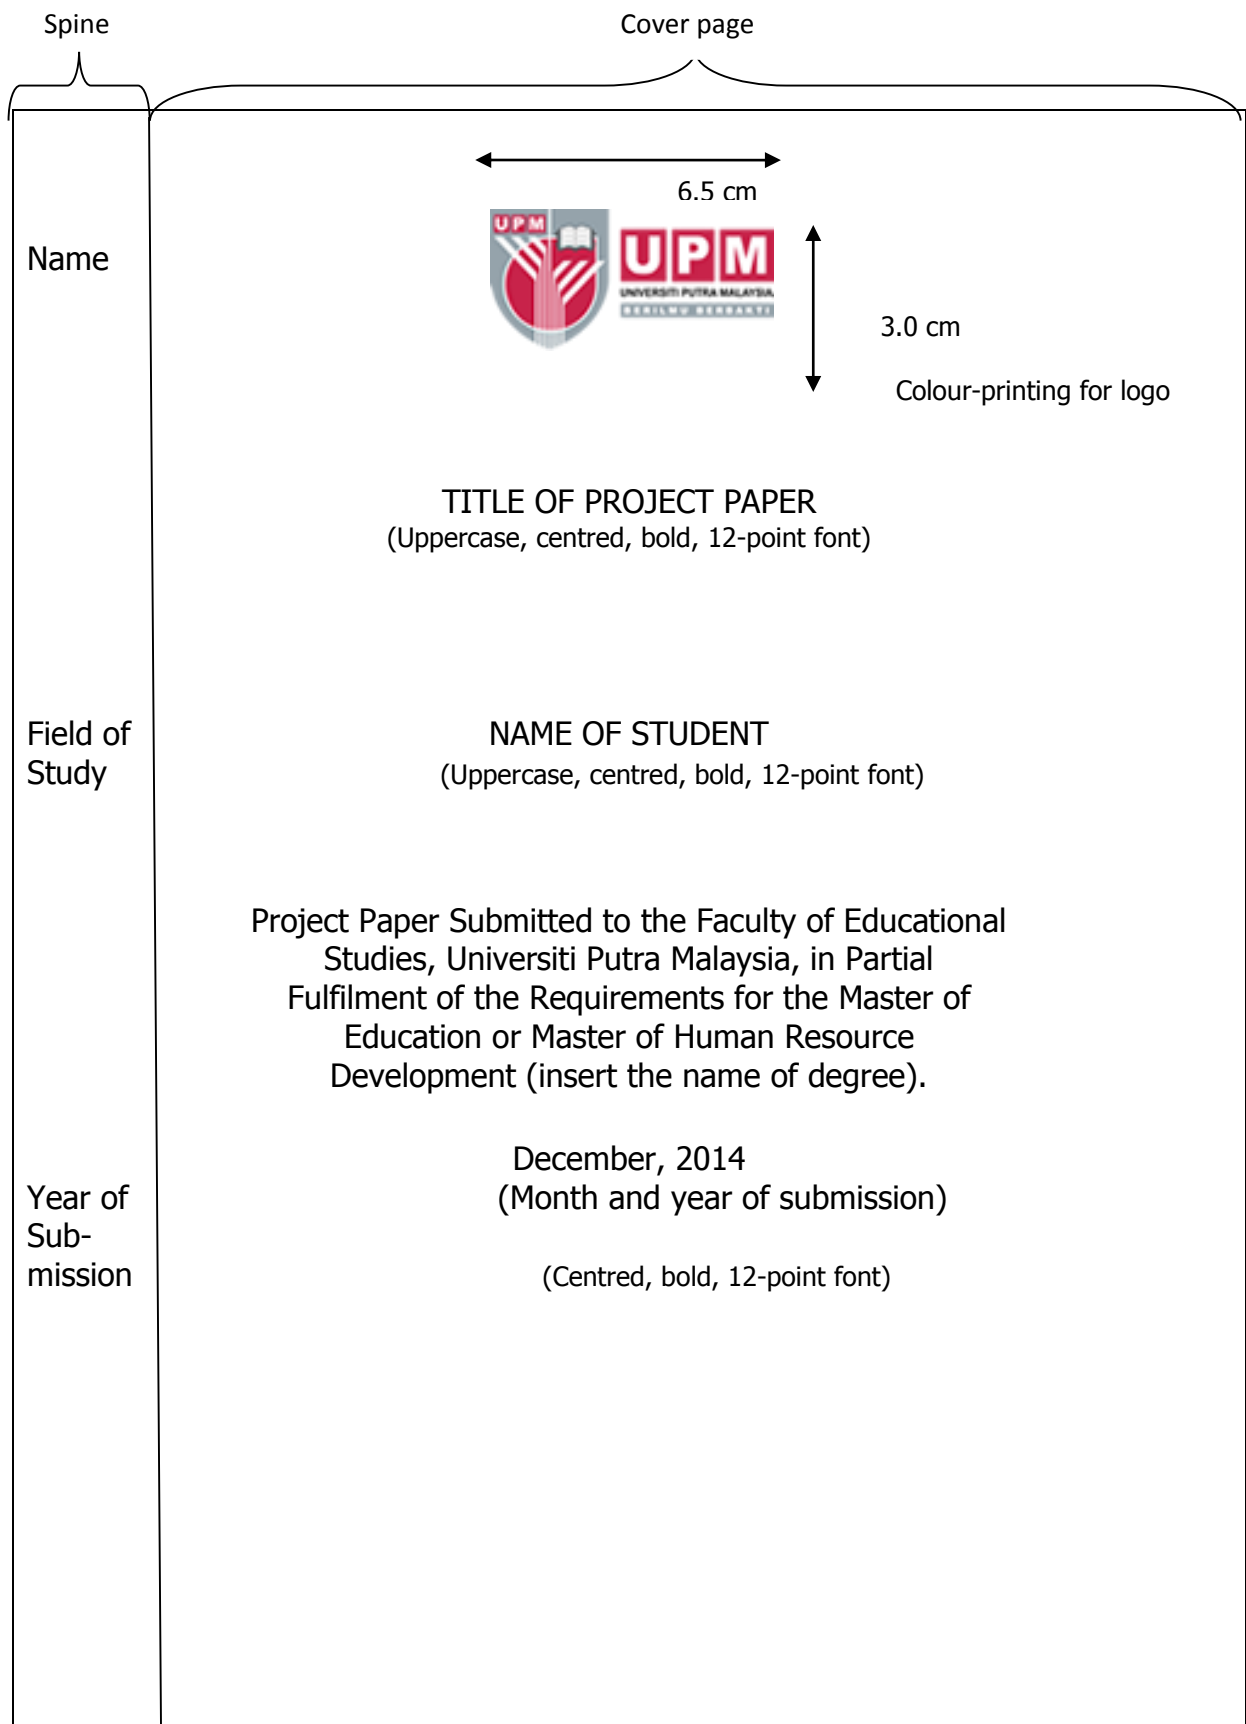 Spine
Cover page
6.5 cm
UPM
UPM
UNIVERSITI PUTRA MALAYSIA
BERILMU BERBAKTI
Name
3.0 cm
Colour-printing for logo
TITLE OF PROJECT PAPER
(Uppercase, centred, bold, 12-point font)
Field of
Study
NAME OF STUDENT
(Uppercase, centred, bold, 12-point font)
Project Paper Submitted to the Faculty of Educational
Studies, Universiti Putra Malaysia, in Partial
Fulfilment of the Requirements for the Master of
Education or Master of Human Resource
Development (insert the name of degree).
December, 2014
(Month and year of submission)
Year of
Sub-
mission
(Centred, bold, 12-point font)